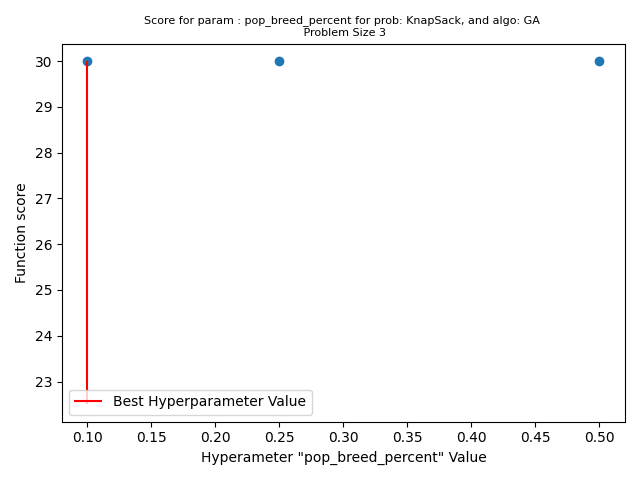 Score for param : pop_breed_percent for prob: KnapSack, and algo: GA
Problem Size 3
30
29
28
27
26
25
24
23
Function score
Best Hyperparameter Value
0.10 0.15 0.20 0.25 0.30 0.35 0.40 0.45 0.50
Hyperameter "pop_breed_percent" Value